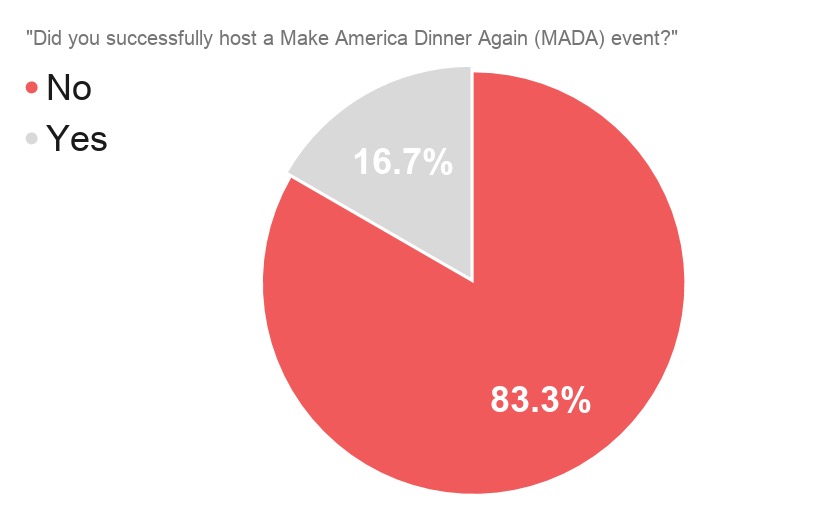 "Did you successfully host a Make America Dinner Again (MADA) event?"
No
Yes
16.7%
83.3%